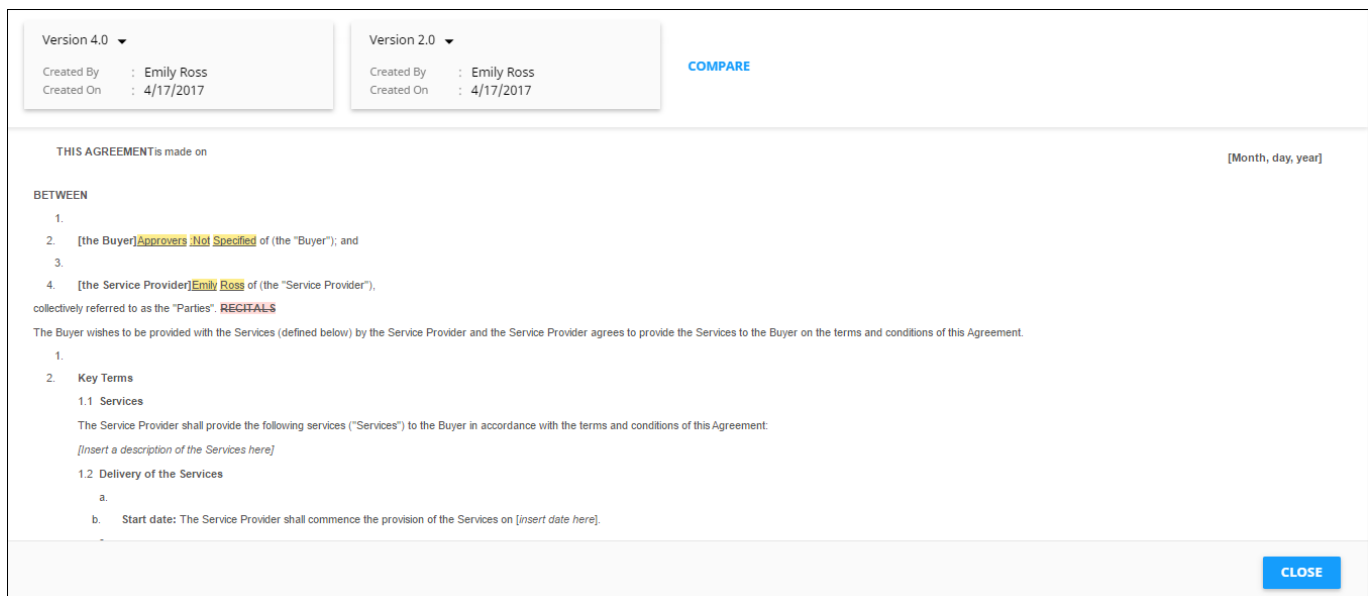 Version 4.0
Created By : Emily Ross
Created On : 4/17/2017
Version 2.0
Created By : Emily Ross
Created On : 4/17/2017
COMPARE
THIS AGREEMENTis made on
[Month, day, year]
BETWEEN
1.
2. [the Buyer]Approvers :Not Specified of (the "Buyer"); and
3.
4. [the Service Provider]Emily Ross of (the "Service Provider"),
collectively referred to as the "Parties". RECITALS
The Buyer wishes to be provided with the Services (defined below) by the Service Provider and the Service Provider agrees to provide the Services to the Buyer on the terms and conditions of this Agreement.
1.
2. Key Terms
1.1 Services
The Service Provider shall provide the following services ("Services") to the Buyer in accordance with the terms and conditions of this Agreement:
[Insert a description of the Services here]
1.2 Delivery of the Services
a.
b. Start date: The Service Provider shall commence the provision of the Services on [insert date here].
CLOSE